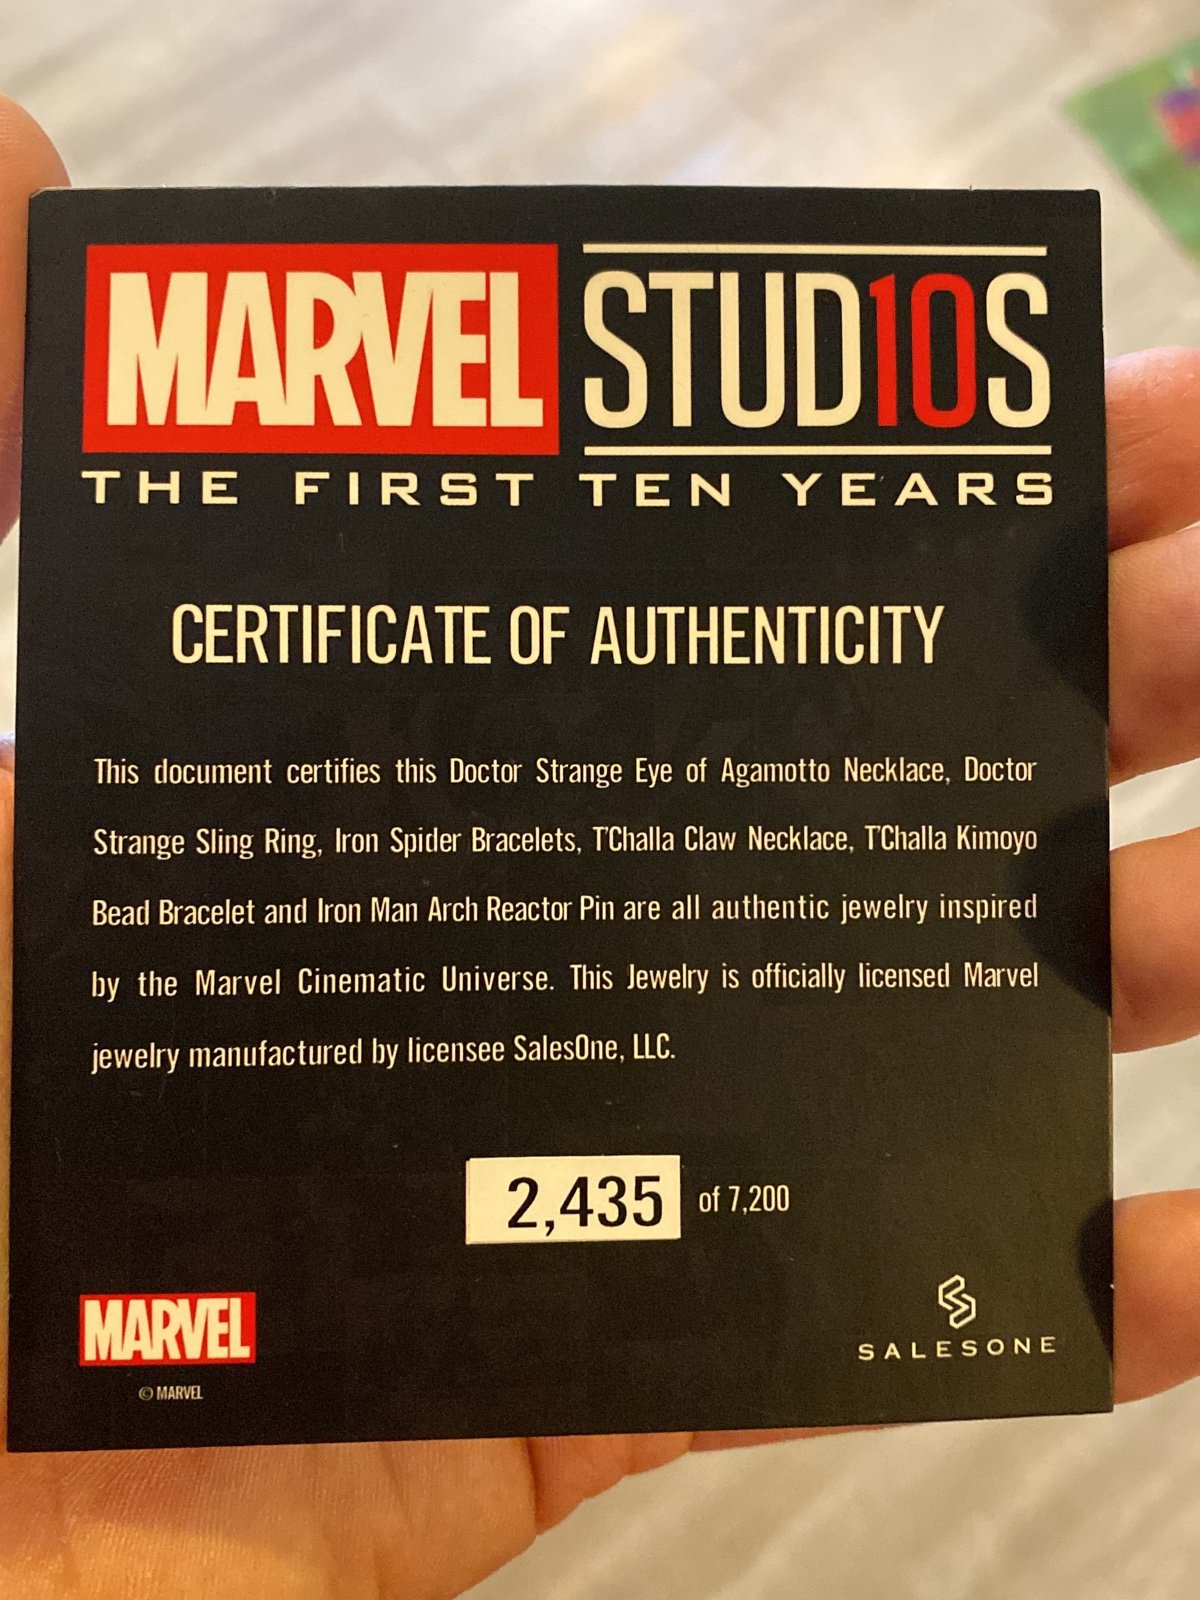 MARVEL STUD10S
THE FIRST TEN YEARS
CERTIFICATE OF AUTHENTICITY
This document certifies this Doctor Strange Eye of Agamotto Necklace, Doctor
Strange Sling Ring, Iron Spider Bracelets, T'Challa Claw Necklace, T'Challa Kimoyo
Bead Bracelet and Iron Man Arch Reactor Pin are all authentic jewelry inspired
by the Marvel Cinematic Universe. This Jewelry is officially licensed Marvel
jewelry manufactured by licensee SalesOne, LLC.
2,435 of 7,200
MARVEL
© MARVEL
SALESONE